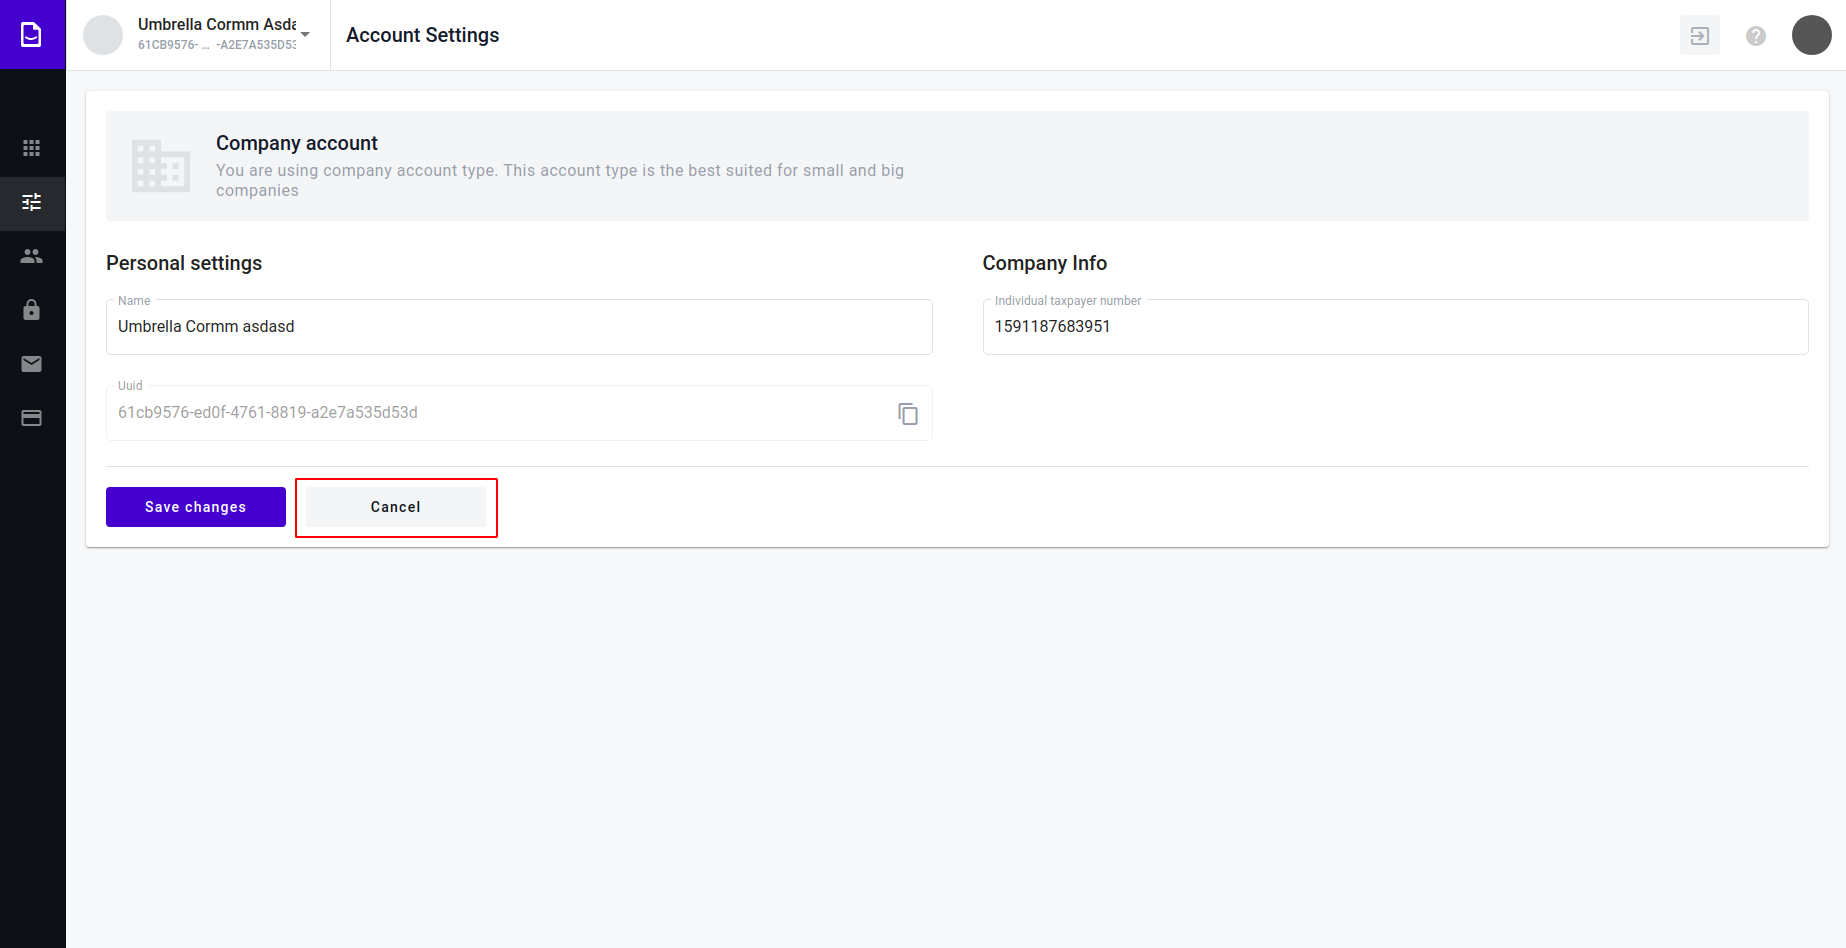 Umbrella Cormm Asda
61CB9576- ... -A2E7A535D53
Account Settings
Company account
You are using company account type. This account type is the best suited for small and big
companies
Personal settings
Company Info
Name
Umbrella Cormm asdasd
Individual taxpayer number
1591187683951
Uuid
61cb9576-ed0f-4761-8819-a2e7a535d53d
Save changes
Cancel